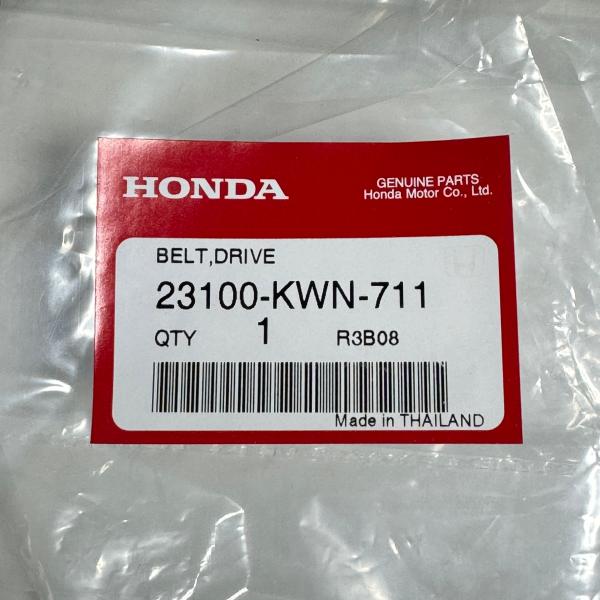 HONDA
GENUINE PARTS
Honda Motor Co., Ltd.
BELT,DRIVE
23100-KWN-711
QTY 1 R3B08
Made in THAILAND